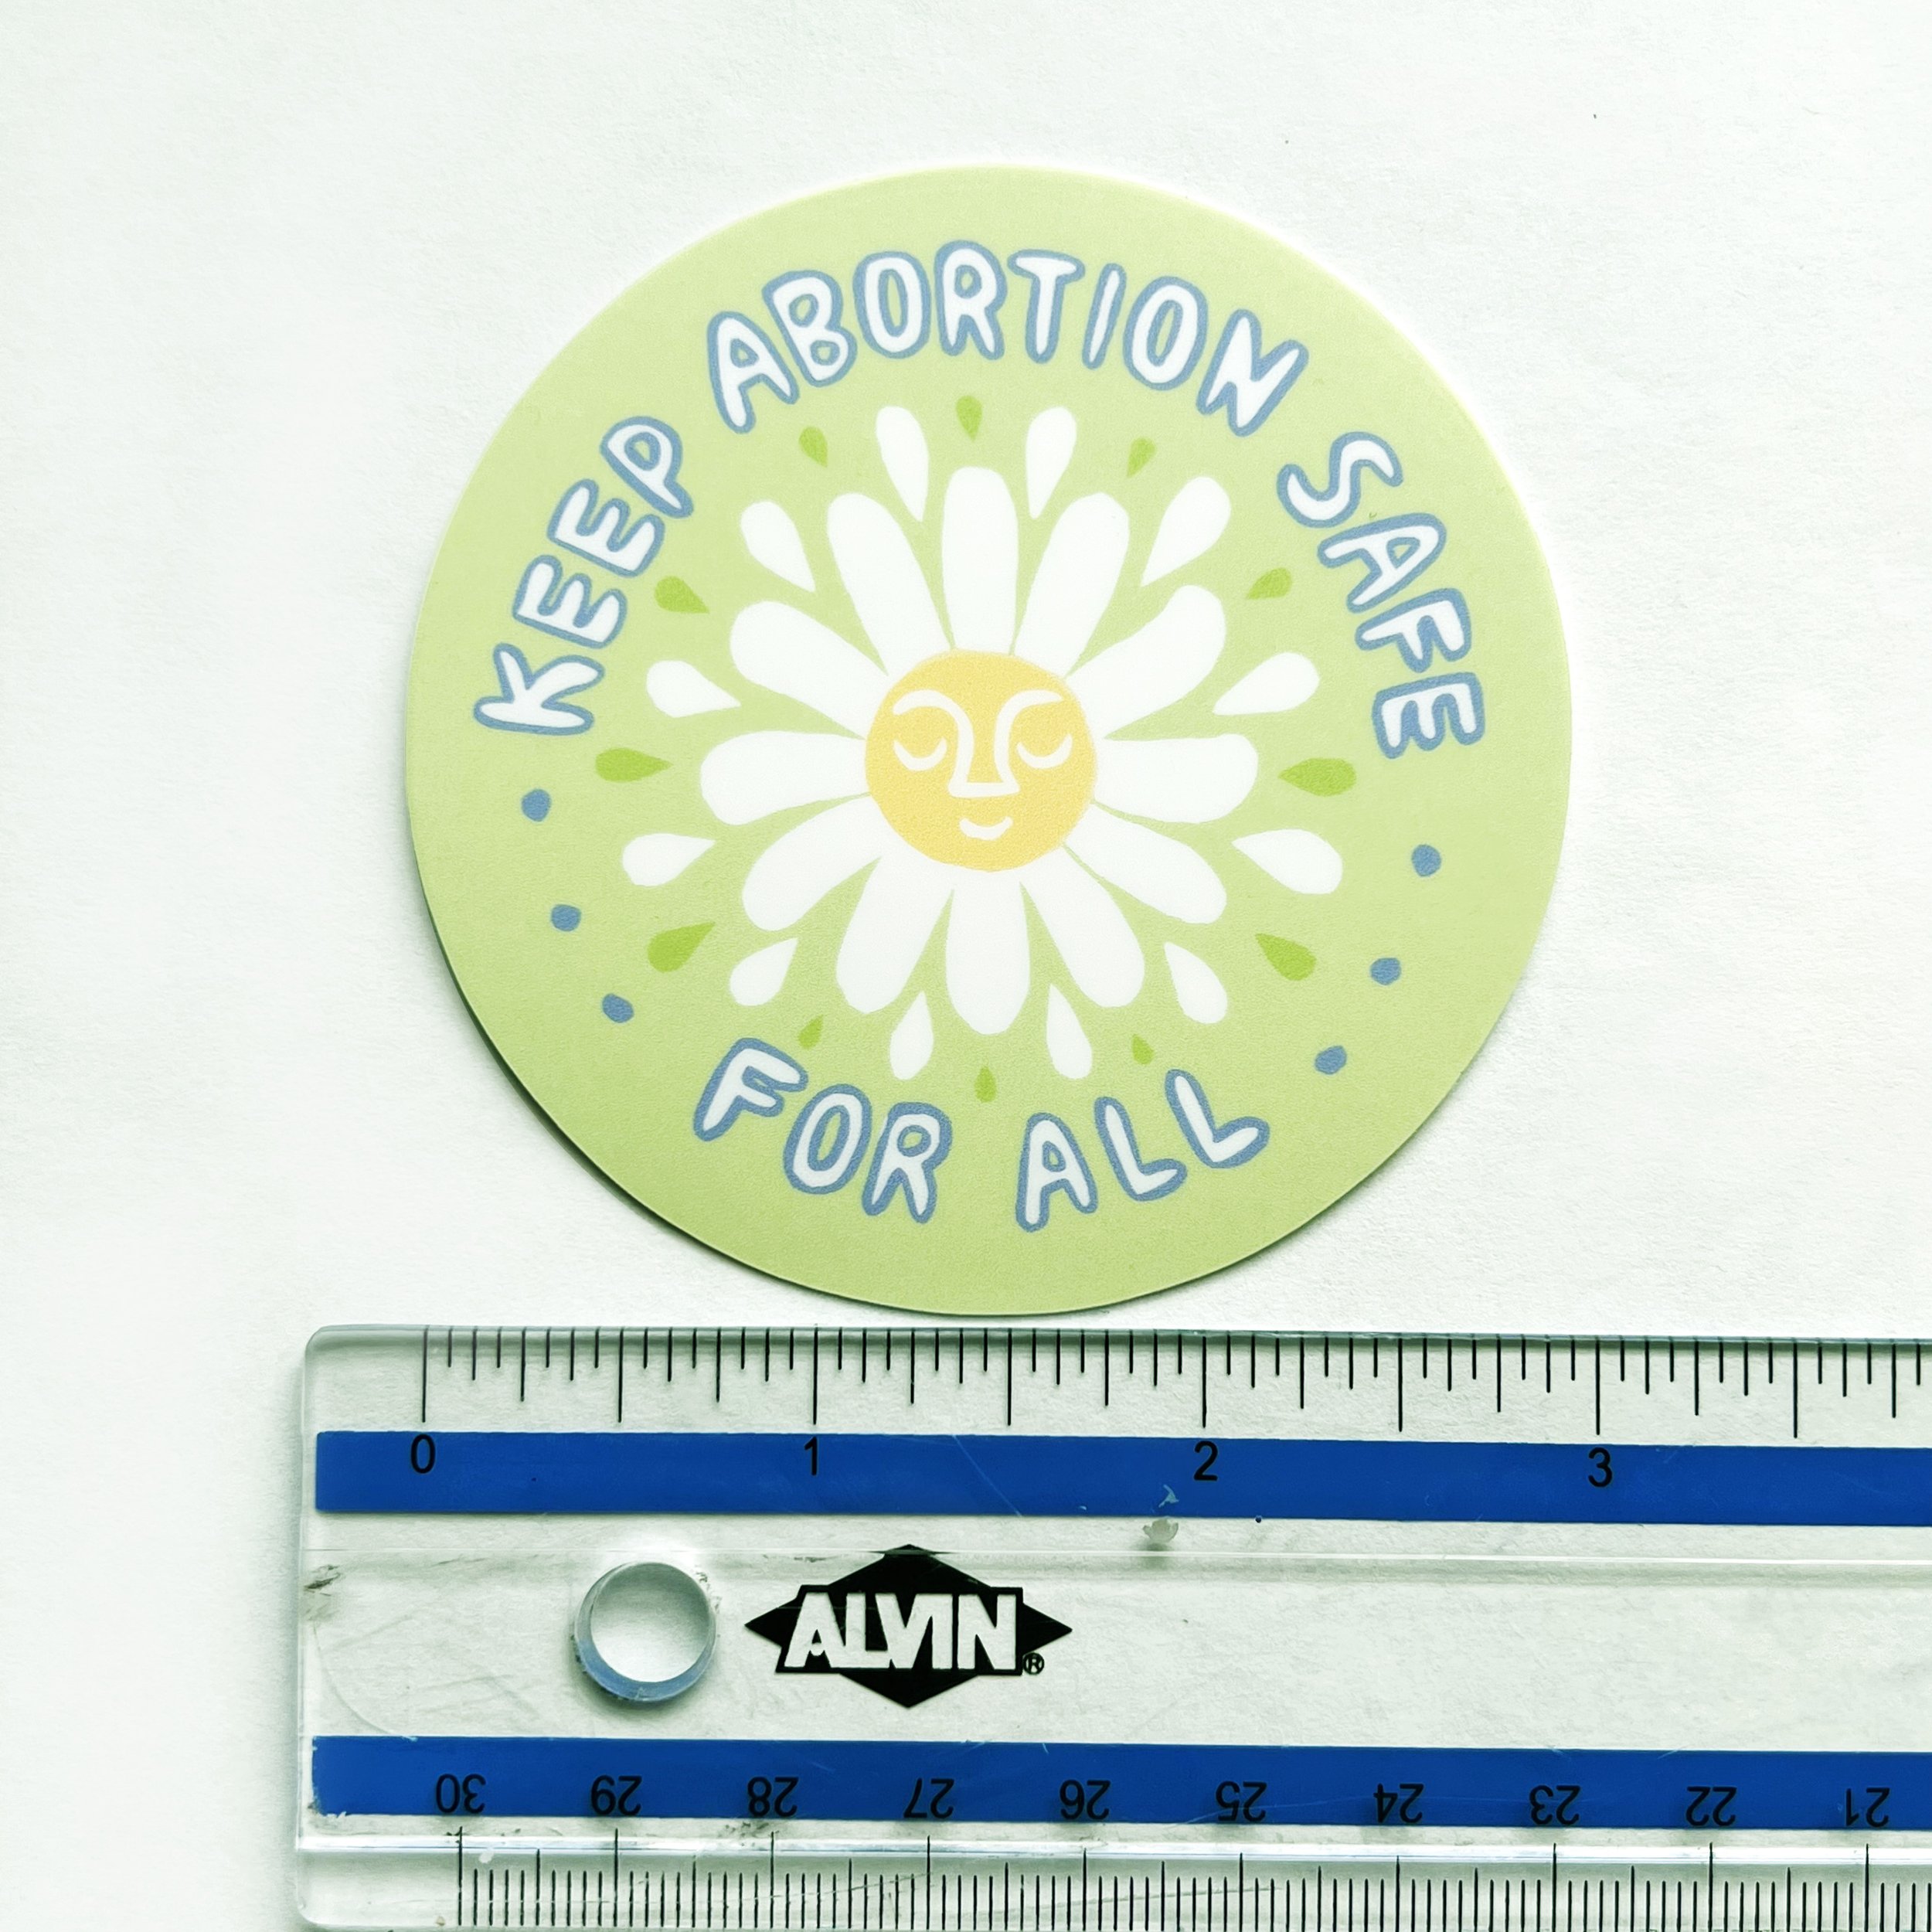 KEEP ABORTION SAFE
FOR ALL
0 1 2 3
ALVIN®
30 29 28 27 26 25 24 23 22 21